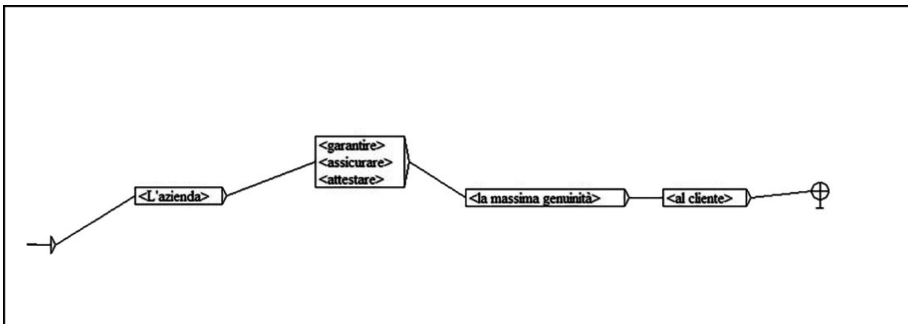 <L'azienda>
<garantire>
<assicurare>
<attestare>
<la massima genuinità>
<al cliente>